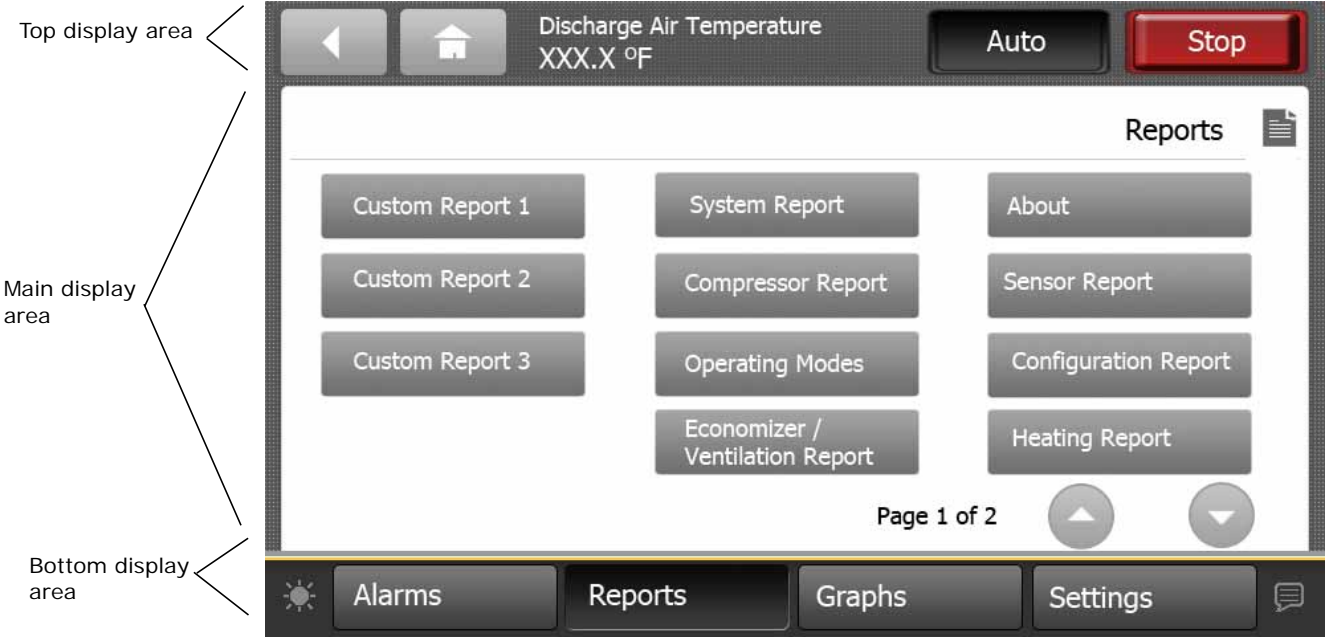 Top display area
Discharge Air Temperature
XXX.X °F
Auto
Stop
Reports
Custom Report 1
System Report
About
Custom Report 2
Compressor Report
Sensor Report
Main display
area
Custom Report 3
Operating Modes
Configuration Report
Economizer /
Ventilation Report
Heating Report
Page 1 of 2
Bottom display
area
Alarms
Reports
Graphs
Settings